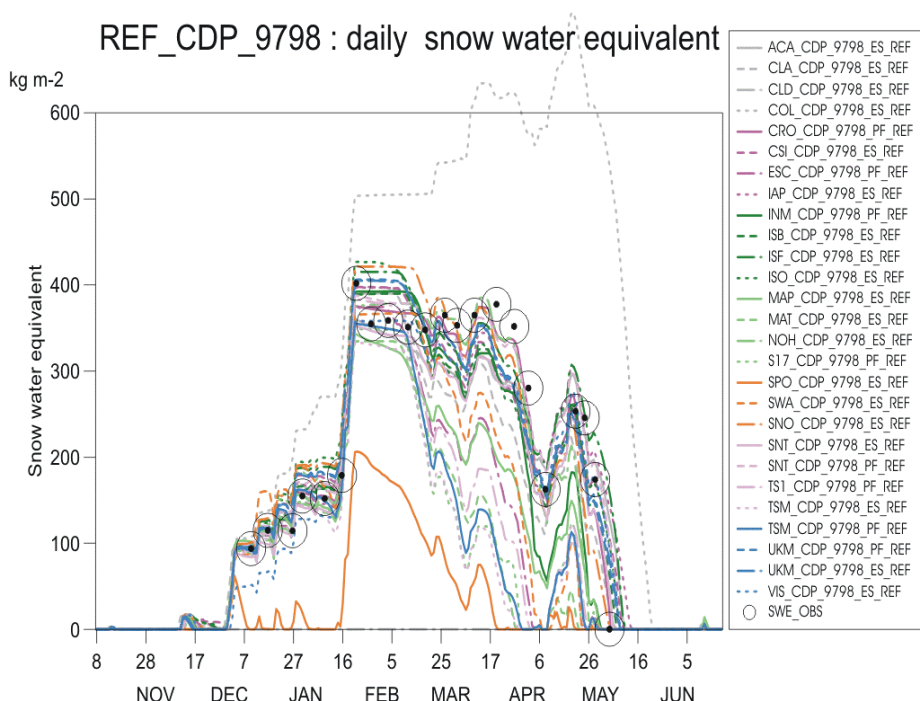 REF_CDP_9798 : daily snow water equivalent
kg m-2
Snow water equivalent
600
500
400
300
200
100
0
8 28 17 7 27 16 5 25 17 6 26 16 5
NOV DEC JAN FEB MAR APR MAY JUN
ACA_CDP_9798_ES_REF
CLA_CDP_9798_ES_REF
CLD_CDP_9798_ES_REF
COL_CDP_9798_ES_REF
CRO_CDP_9798_PF_REF
CSI_CDP_9798_ES_REF
ESC_CDP_9798_PF_REF
IAP_CDP_9798_ES_REF
INM_CDP_9798_PF_REF
ISB_CDP_9798_ES_REF
ISF_CDP_9798_ES_REF
ISO_CDP_9798_ES_REF
MAP_CDP_9798_ES_REF
MAT_CDP_9798_ES_REF
NOH_CDP_9798_ES_REF
S17_CDP_9798_PF_REF
SPO_CDP_9798_ES_REF
SWA_CDP_9798_ES_REF
SNO_CDP_9798_ES_REF
SNT_CDP_9798_ES_REF
SNT_CDP_9798_PF_REF
TS1_CDP_9798_PF_REF
TSM_CDP_9798_ES_REF
TSM_CDP_9798_PF_REF
UKM_CDP_9798_PF_REF
UKM_CDP_9798_ES_REF
VIS_CDP_9798_ES_REF
SWE_OBS